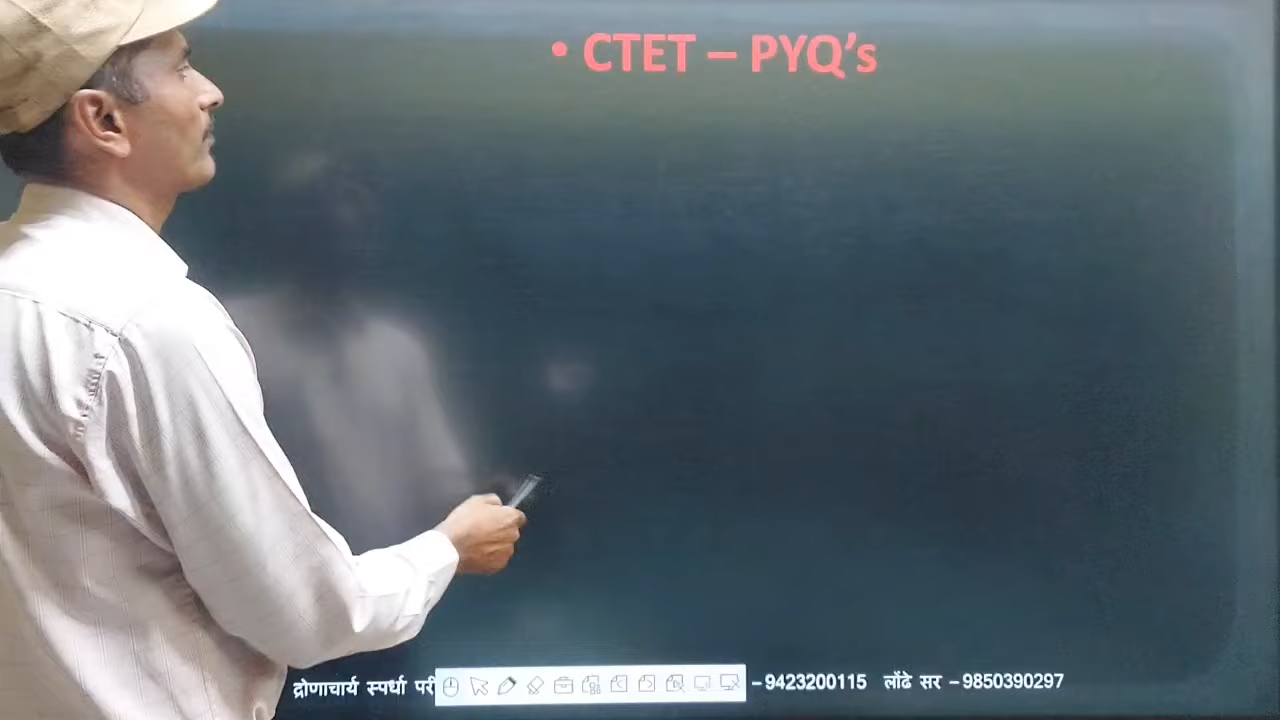 • CTET – PYQ’s
द्रोणाचार्य स्पर्धा परी – 9423200115 लोंढे सर – 9850390297